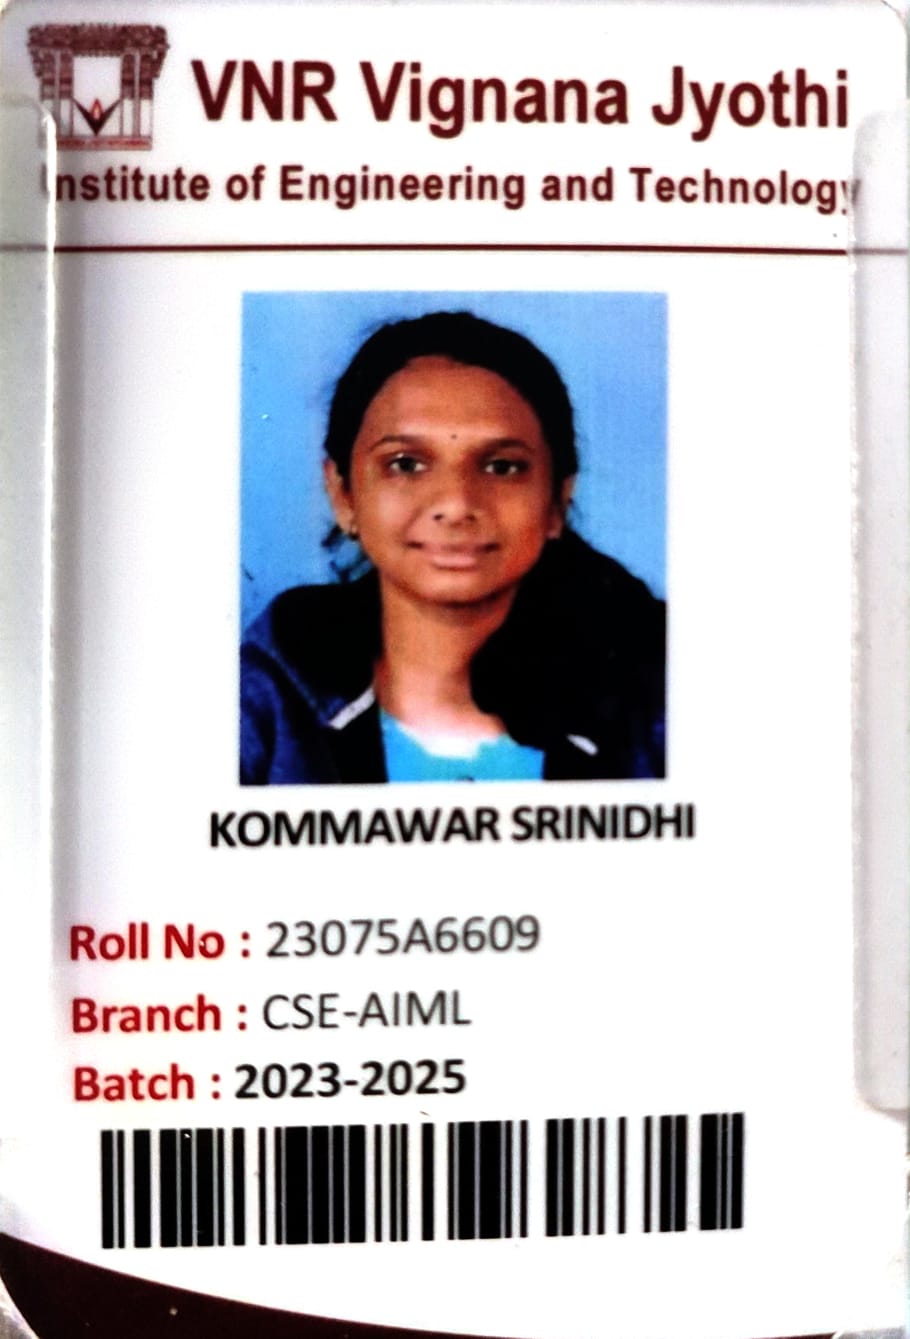 VNR Vignana Jyothi
Institute of Engineering and Technology
KOMMAWAR SRINIDHI
Roll No : 23075A6609
Branch : CSE-AIML
Batch : 2023-2025